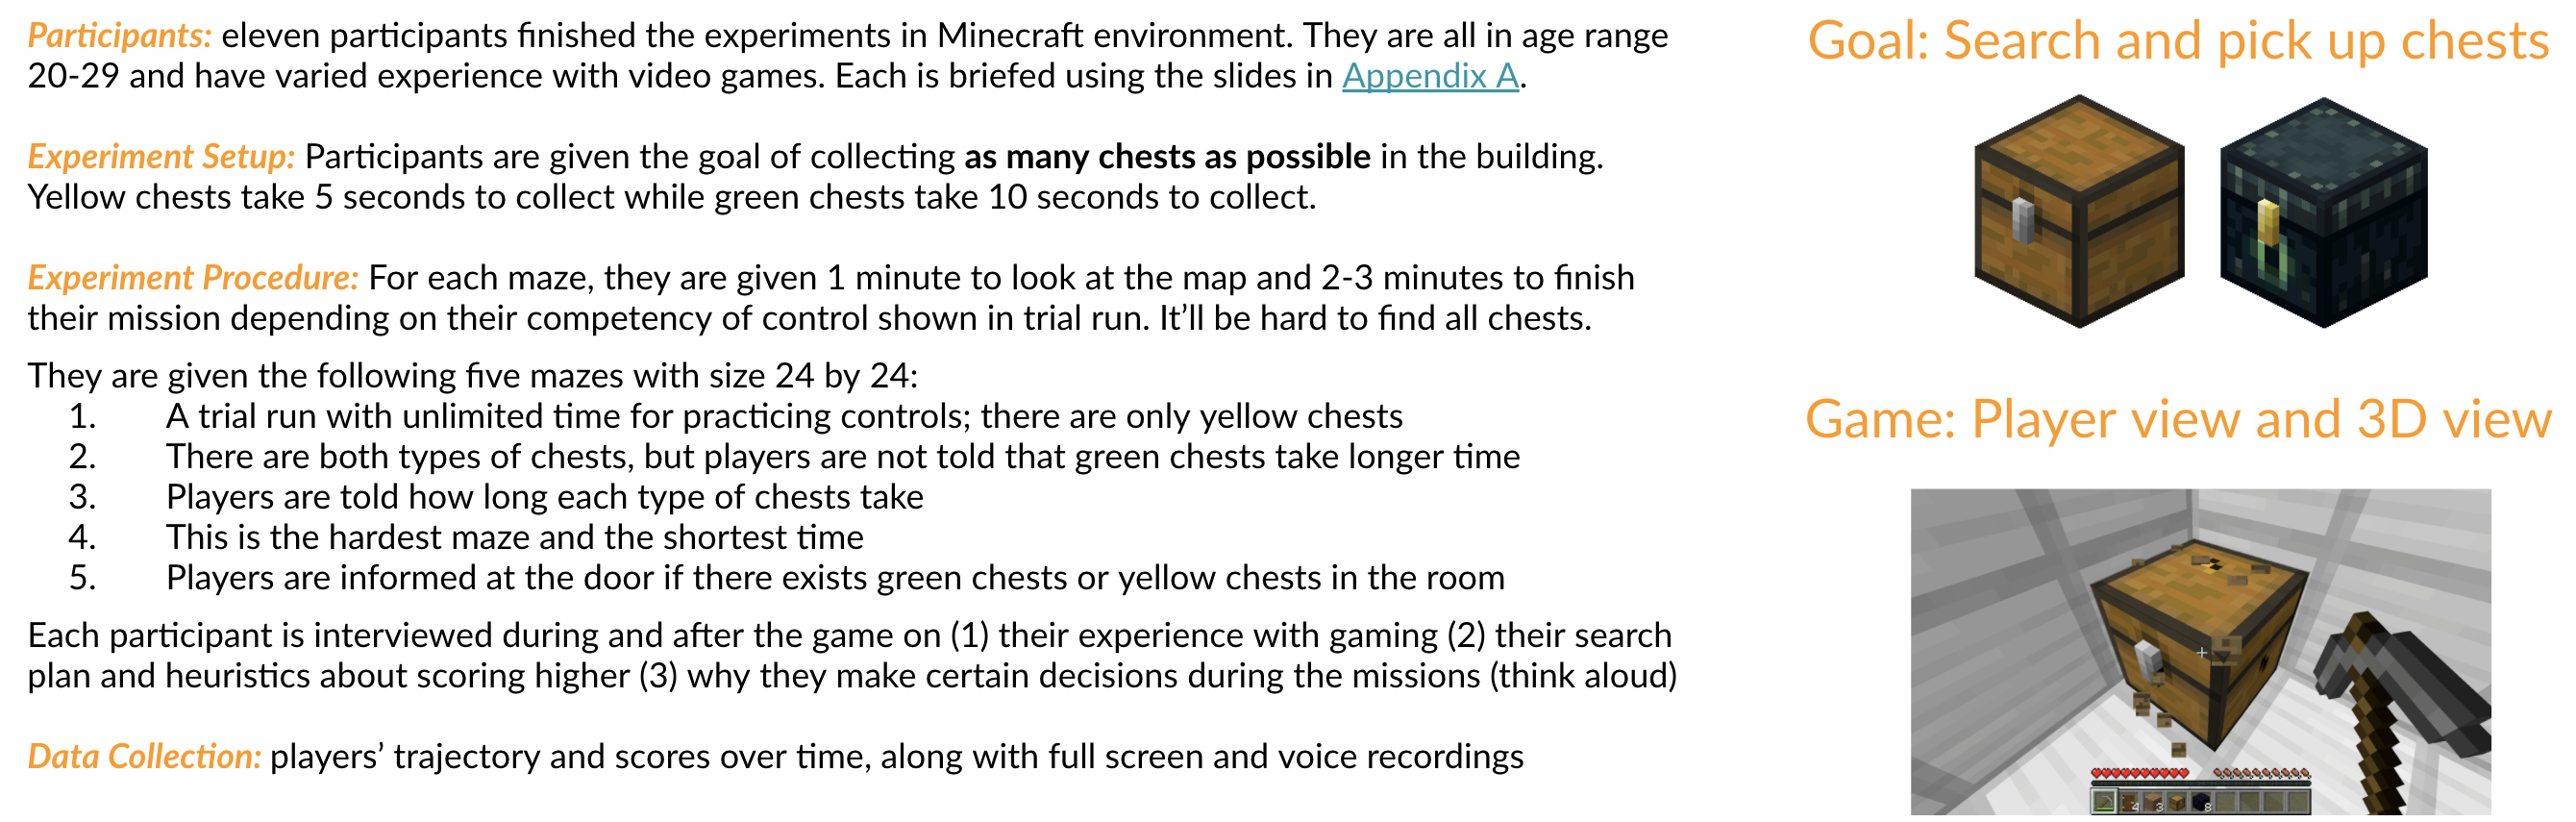 Participants: eleven participants finished the experiments in Minecraft environment. They are all in age range
20-29 and have varied experience with video games. Each is briefed using the slides in Appendix A.
Experiment Setup: Participants are given the goal of collecting as many chests as possible in the building.
Yellow chests take 5 seconds to collect while green chests take 10 seconds to collect.
Experiment Procedure: For each maze, they are given 1 minute to look at the map and 2-3 minutes to finish
their mission depending on their competency of control shown in trial run. It’ll be hard to find all chests.
They are given the following five mazes with size 24 by 24:
1. A trial run with unlimited time for practicing controls; there are only yellow chests
2. There are both types of chests, but players are not told that green chests take longer time
3. Players are told how long each type of chests take
4. This is the hardest maze and the shortest time
5. Players are informed at the door if there exists green chests or yellow chests in the room
Each participant is interviewed during and after the game on (1) their experience with gaming (2) their search
plan and heuristics about scoring higher (3) why they make certain decisions during the missions (think aloud)
Data Collection: players’ trajectory and scores over time, along with full screen and voice recordings
Goal: Search and pick up chests
Game: Player view and 3D view
4 3 8